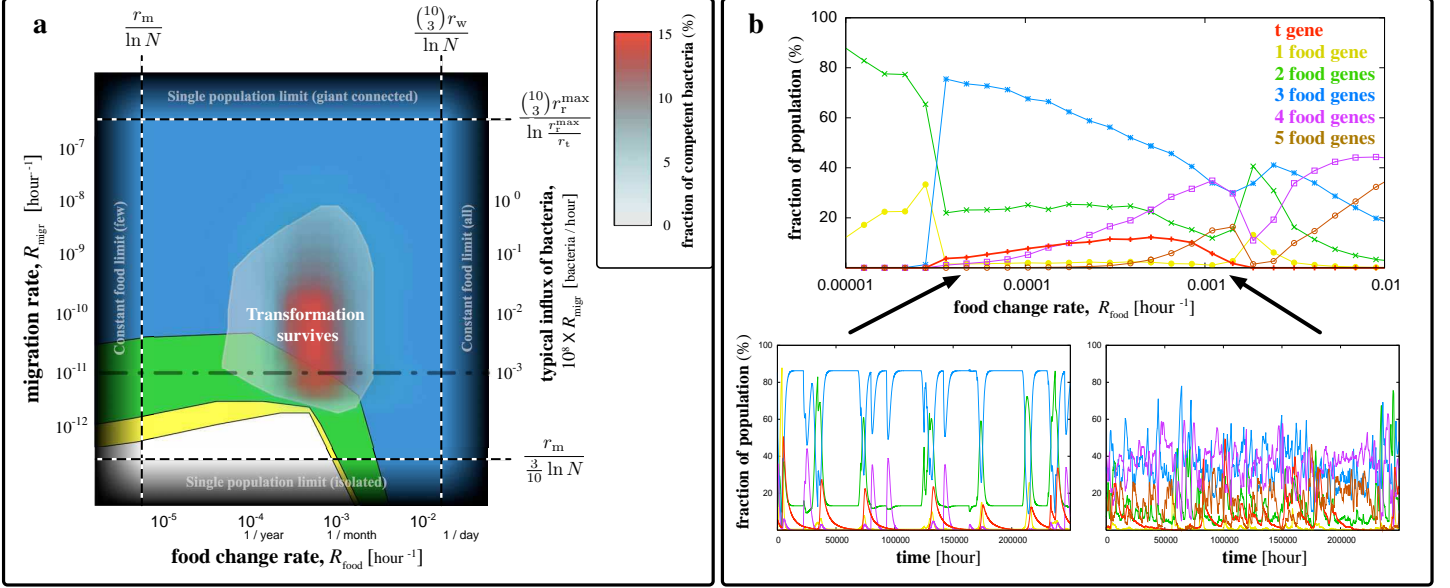 a
r_m / ln N
(10 3) r_w / ln N
Single population limit (giant connected)
(10 3) r_r^max / ln r_r^max / r_t
Constant food limit (few)
Constant food limit (all)
Transformation
survives
Single population limit (isolated)
r_m / 3/10 ln N
migration rate, R_migr [hour⁻¹]
10⁻⁷
10⁻⁸
10⁻⁹
10⁻¹⁰
10⁻¹¹
10⁻¹²
10⁰
10⁻¹
10⁻²
10⁻³
typical influx of bacteria,
10⁸ X R_migr [bacteria / hour]
10⁻⁵ 10⁻⁴ 10⁻³ 10⁻²
1 / year 1 / month 1 / day
food change rate, R_food [hour⁻¹]
15
10
5
0
fraction of competent bacteria (%)
b
fraction of population (%)
100
80
60
40
20
t gene
1 food gene
2 food genes
3 food genes
4 food genes
5 food genes
0.00001 0.0001 0.001 0.01
food change rate, R_food [hour⁻¹]
fraction of population (%)
100
80
60
40
20
0 50000 100000 150000 200000
time [hour]
100
80
60
40
20
0 50000 100000 150000 200000
time [hour]